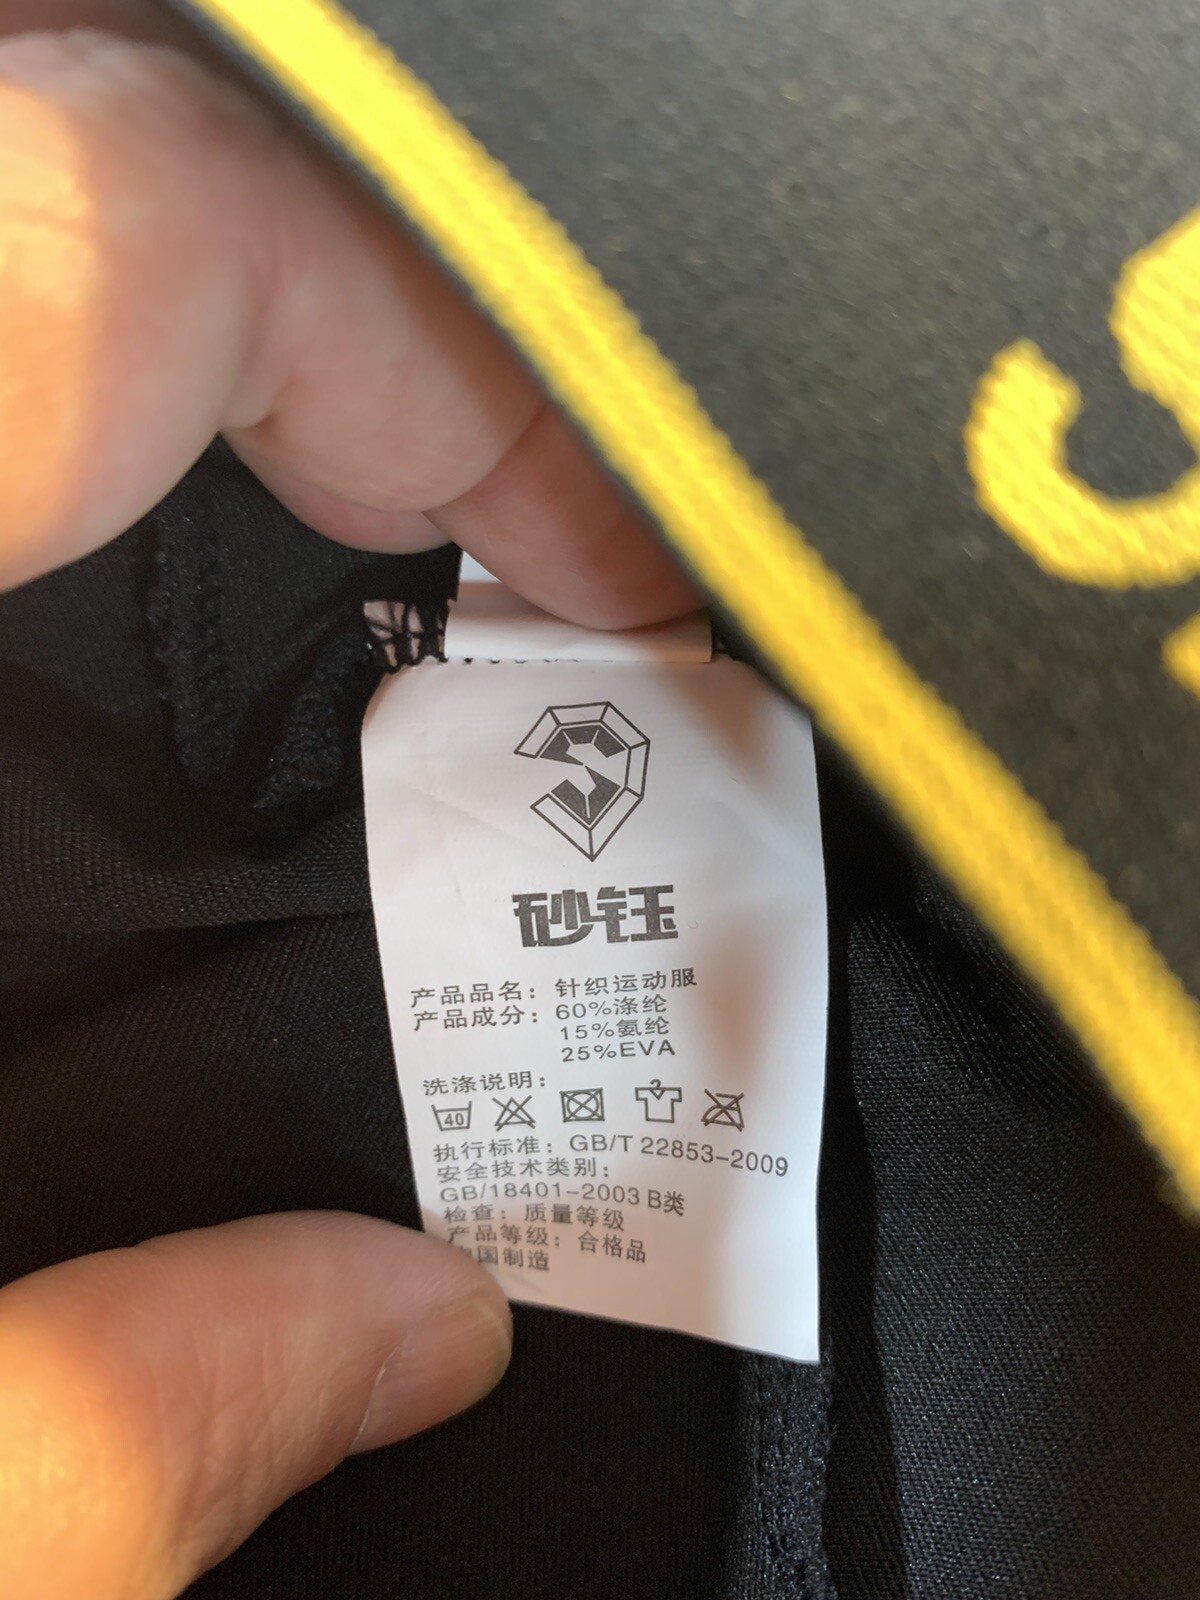 砂钰
产品品名：针织运动服
产品成分：60%涤纶
15%氨纶
25%EVA
洗涤说明：
40
执行标准：GB/T 22853-2009
安全技术类别：
GB/18401-2003 B类
检查：质量等级
产品等级：合格品
中国制造